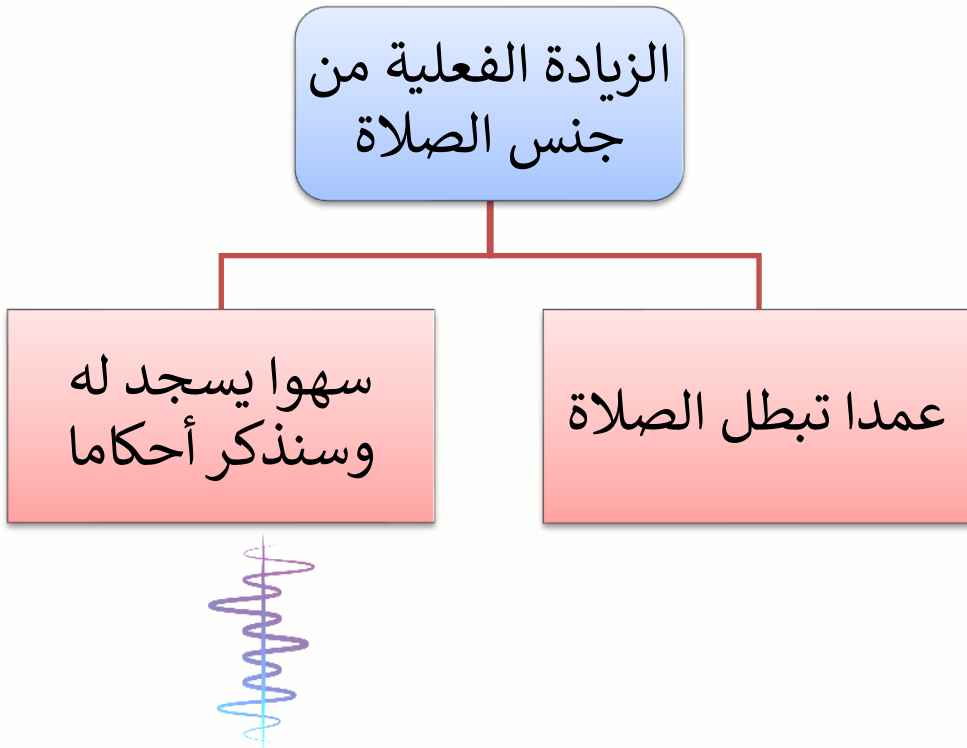 الزيادة الفعلية من
جنس الصلاة
عمدا تبطل الصلاة
سهوا يسجد له
وسنذكر أحكاما